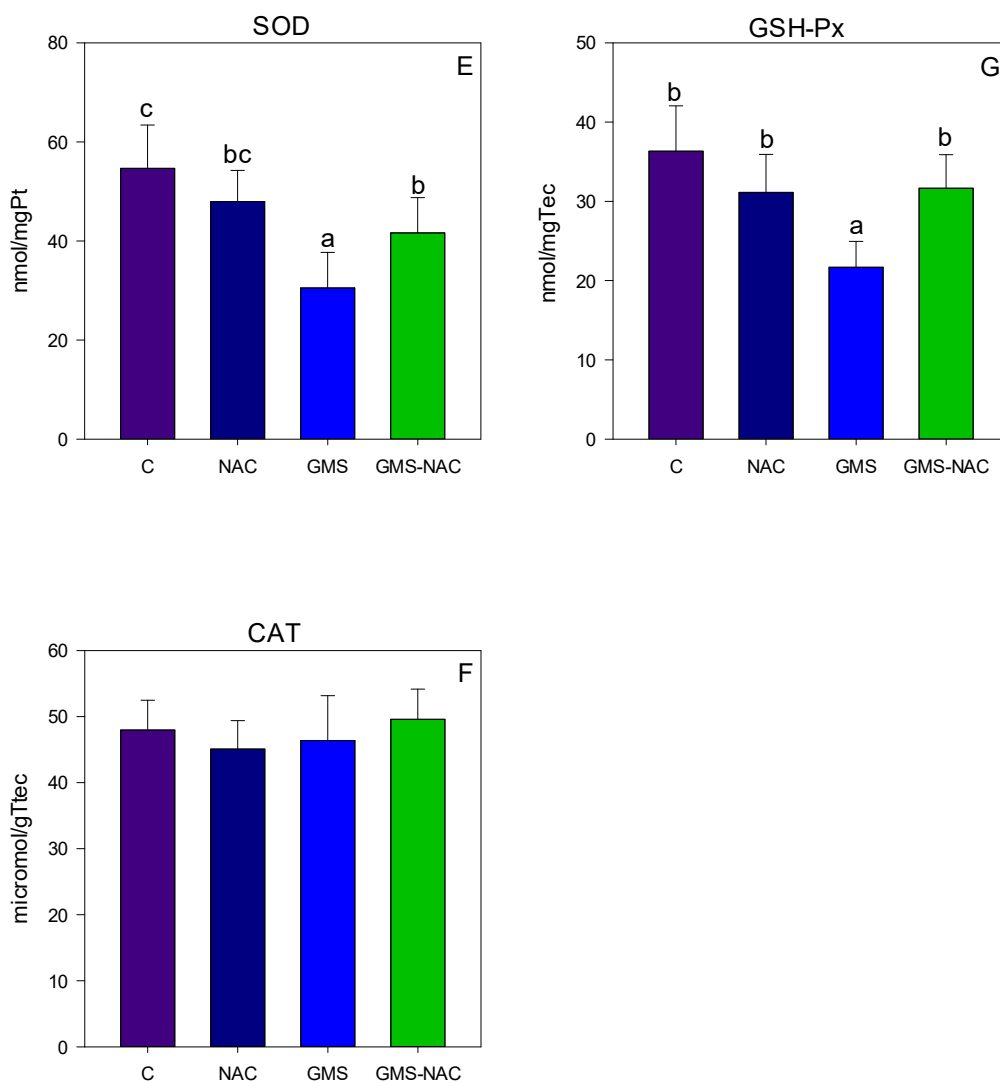 SOD
E
80
60
40
20
0
nmol/mgPt
c
bc
a
b
C NAC GMS GMS-NAC
GSH-Px
G
50
40
30
20
10
0
nmol/mgTec
b
b
a
b
C NAC GMS GMS-NAC
CAT
F
60
50
40
30
20
10
0
micromol/gTtec
C NAC GMS GMS-NAC